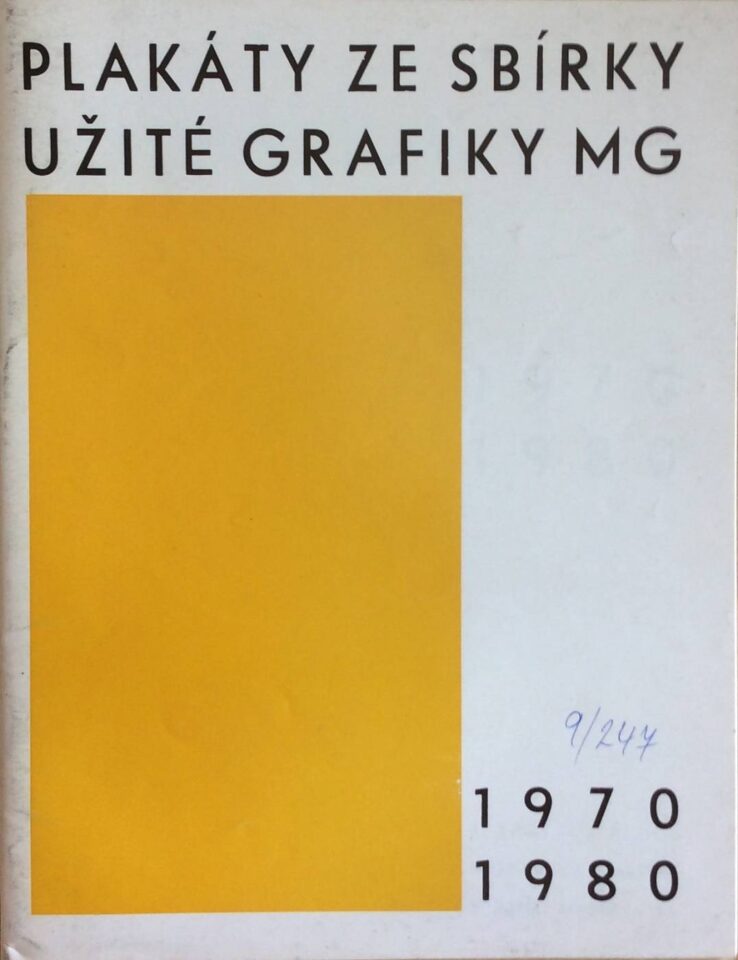 PLAKÁTY ZE SBÍRKY
UŽITÉ GRAFIKY MG
9/247
1970
1980